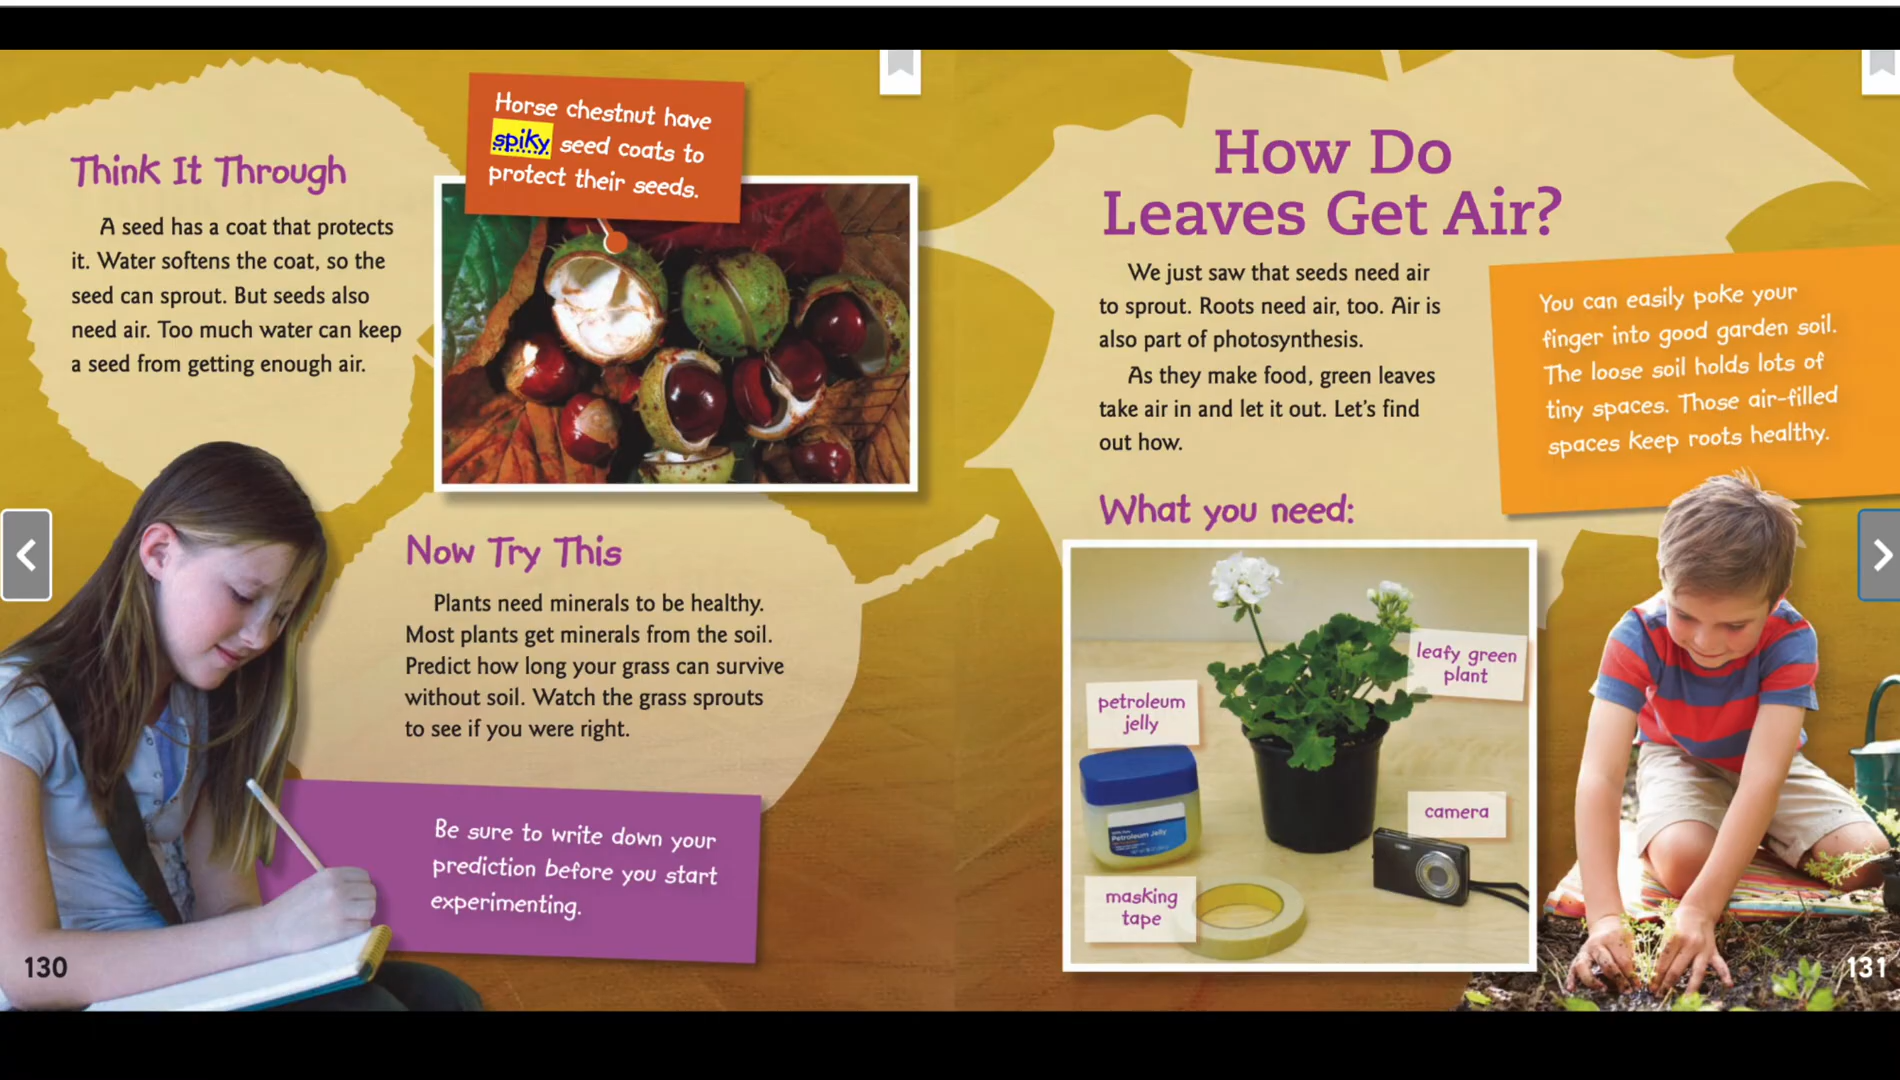 Think It Through
A seed has a coat that protects
it. Water softens the coat, so the
seed can sprout. But seeds also
need air. Too much water can keep
a seed from getting enough air.
Horse chestnut have
spiky seed coats to
protect their seeds.
Now Try This
Plants need minerals to be healthy.
Most plants get minerals from the soil.
Predict how long your grass can survive
without soil. Watch the grass sprouts
to see if you were right.
Be sure to write down your
prediction before you start
experimenting.
130
How Do
Leaves Get Air?
We just saw that seeds need air
to sprout. Roots need air, too. Air is
also part of photosynthesis.
As they make food, green leaves
take air in and let it out. Let's find
out how.
You can easily poke your
finger into good garden soil.
The loose soil holds lots of
tiny spaces. Those air-filled
spaces keep roots healthy.
What you need:
leafy green
plant
petroleum
jelly
Petroleum Jelly
camera
masking
tape
131